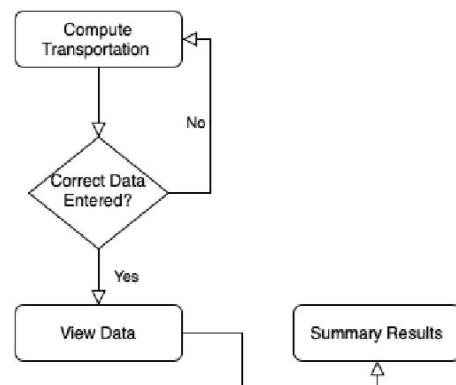 Compute
Transportation
No
Correct Data
Entered?
Yes
View Data
Summary Results